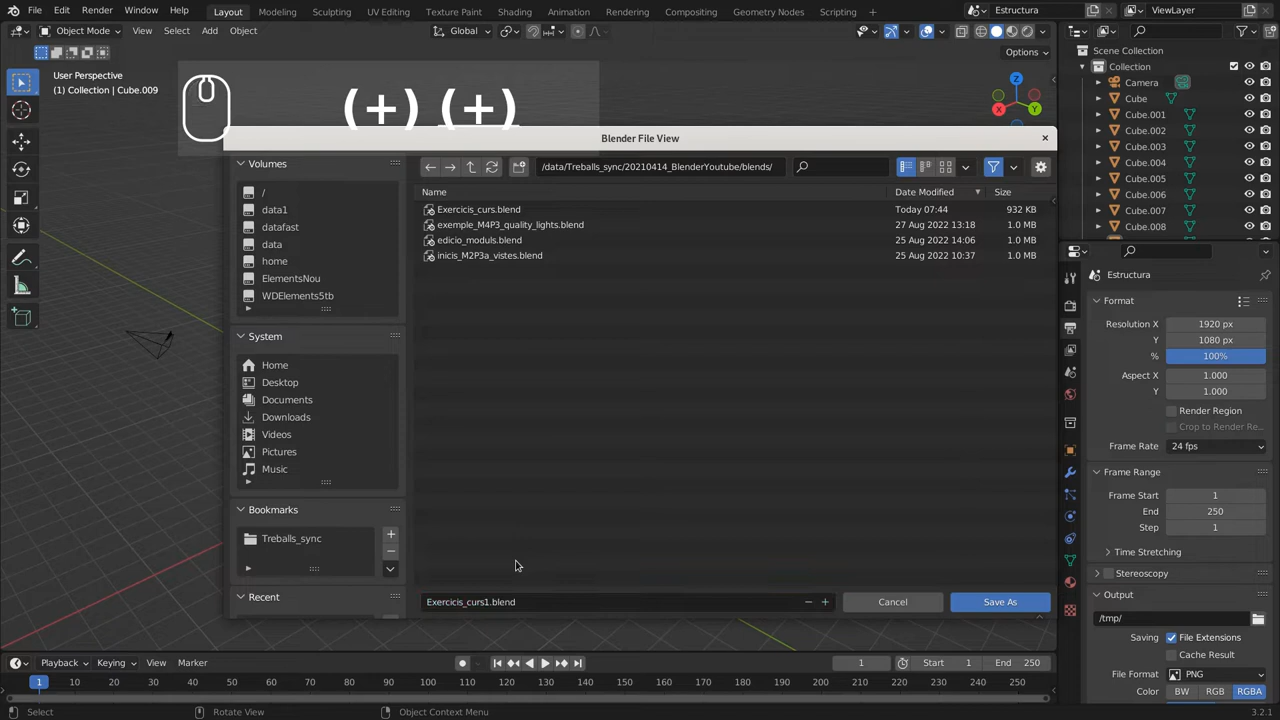 File Edit Render Window Help Layout Modeling Sculpting UV Editing Texture Paint Shading Animation Rendering Compositing Geometry Nodes Scripting Estructura ViewLayer
Object Mode View Select Add Object Global
Options
User Perspective
(1) Collection | Cube.009
(+) (+)
X Y
Scene Collection
Collection
Camera
Cube
Cube.001
Cube.002
Cube.003
Cube.004
Cube.005
Cube.006
Cube.007
Cube.008
Blender File View
Volumes
/
data1
datafast
data
home
ElementsNou
WDElements5tb
System
Home
Desktop
Documents
Downloads
Videos
Pictures
Music
Bookmarks
Treballs_sync
Recent
/data/Treballs_sync/20210414_BlenderYoutube/blends/
Name Date Modified Size
Exercicis_curs.blend Today 07:44 932 KB
exemple_M4P3_quality_lights.blend 27 Aug 2022 13:18 1.0 MB
edicio_moduls.blend 25 Aug 2022 14:06 1.0 MB
inicis_M2P3a_vistes.blend 25 Aug 2022 10:37 1.0 MB
Exercicis_curs1.blend Cancel Save As
Estructura
Format
Resolution X 1920 px
Y 1080 px
% 100%
Aspect X 1.000
Y 1.000
Render Region
Crop to Render Re...
Frame Rate 24 fps
Frame Range
Frame Start 1
End 250
Step 1
Time Stretching
Stereoscopy
Output
/tmp/
Saving File Extensions
Cache Result
File Format PNG
Color BW RGB RGBA
Playback Keying View Marker 1 Start 1 End 250
1 10 20 30 40 50 60 70 80 90 100 110 120 130 140 150 160 170 180 190 200 210 220 230 240 250
Select Rotate View Object Context Menu 3.2.1